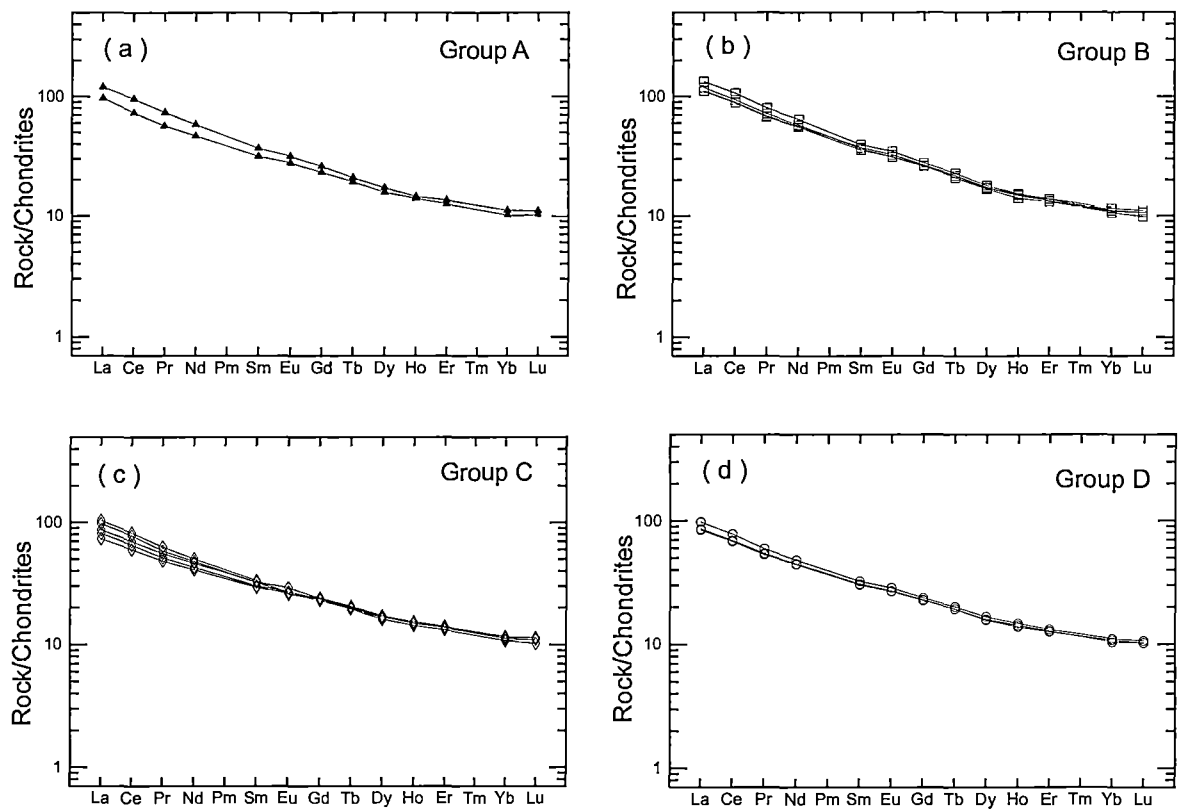 ( a )
Group A
Rock/Chondrites
100
10
1
La Ce Pr Nd Pm Sm Eu Gd Tb Dy Ho Er Tm Yb Lu
( b )
Group B
Rock/Chondrites
100
10
1
La Ce Pr Nd Pm Sm Eu Gd Tb Dy Ho Er Tm Yb Lu
( c )
Group C
Rock/Chondrites
100
10
1
La Ce Pr Nd Pm Sm Eu Gd Tb Dy Ho Er Tm Yb Lu
( d )
Group D
Rock/Chondrites
100
10
1
La Ce Pr Nd Pm Sm Eu Gd Tb Dy Ho Er Tm Yb Lu